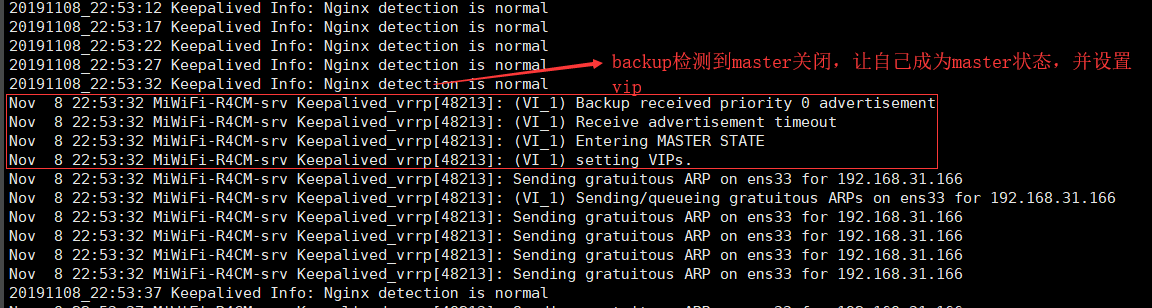 20191108_22:53:12 Keepalived Info: Nginx detection is normal
20191108_22:53:17 Keepalived Info: Nginx detection is normal
20191108_22:53:22 Keepalived Info: Nginx detection is normal
20191108_22:53:27 Keepalived Info: Nginx detection is normal
backup检测到master关闭，让自己成为master状态，并设置
vip
20191108_22:53:32 Keepalived Info: Nginx detection is normal
Nov  8 22:53:32 MiWiFi-R4CM-srv Keepalived_vrrp[48213]: (VI_1) Backup received priority 0 advertisement
Nov  8 22:53:32 MiWiFi-R4CM-srv Keepalived_vrrp[48213]: (VI_1) Receive advertisement timeout
Nov  8 22:53:32 MiWiFi-R4CM-srv Keepalived_vrrp[48213]: (VI_1) Entering MASTER STATE
Nov  8 22:53:32 MiWiFi-R4CM-srv Keepalived_vrrp[48213]: (VI_1) setting VIPs.
Nov  8 22:53:32 MiWiFi-R4CM-srv Keepalived_vrrp[48213]: Sending gratuitous ARP on ens33 for 192.168.31.166
Nov  8 22:53:32 MiWiFi-R4CM-srv Keepalived_vrrp[48213]: (VI_1) Sending/queueing gratuitous ARPs on ens33 for 192.168.31.166
Nov  8 22:53:32 MiWiFi-R4CM-srv Keepalived_vrrp[48213]: Sending gratuitous ARP on ens33 for 192.168.31.166
Nov  8 22:53:32 MiWiFi-R4CM-srv Keepalived_vrrp[48213]: Sending gratuitous ARP on ens33 for 192.168.31.166
Nov  8 22:53:32 MiWiFi-R4CM-srv Keepalived_vrrp[48213]: Sending gratuitous ARP on ens33 for 192.168.31.166
Nov  8 22:53:32 MiWiFi-R4CM-srv Keepalived_vrrp[48213]: Sending gratuitous ARP on ens33 for 192.168.31.166
20191108_22:53:37 Keepalived Info: Nginx detection is normal